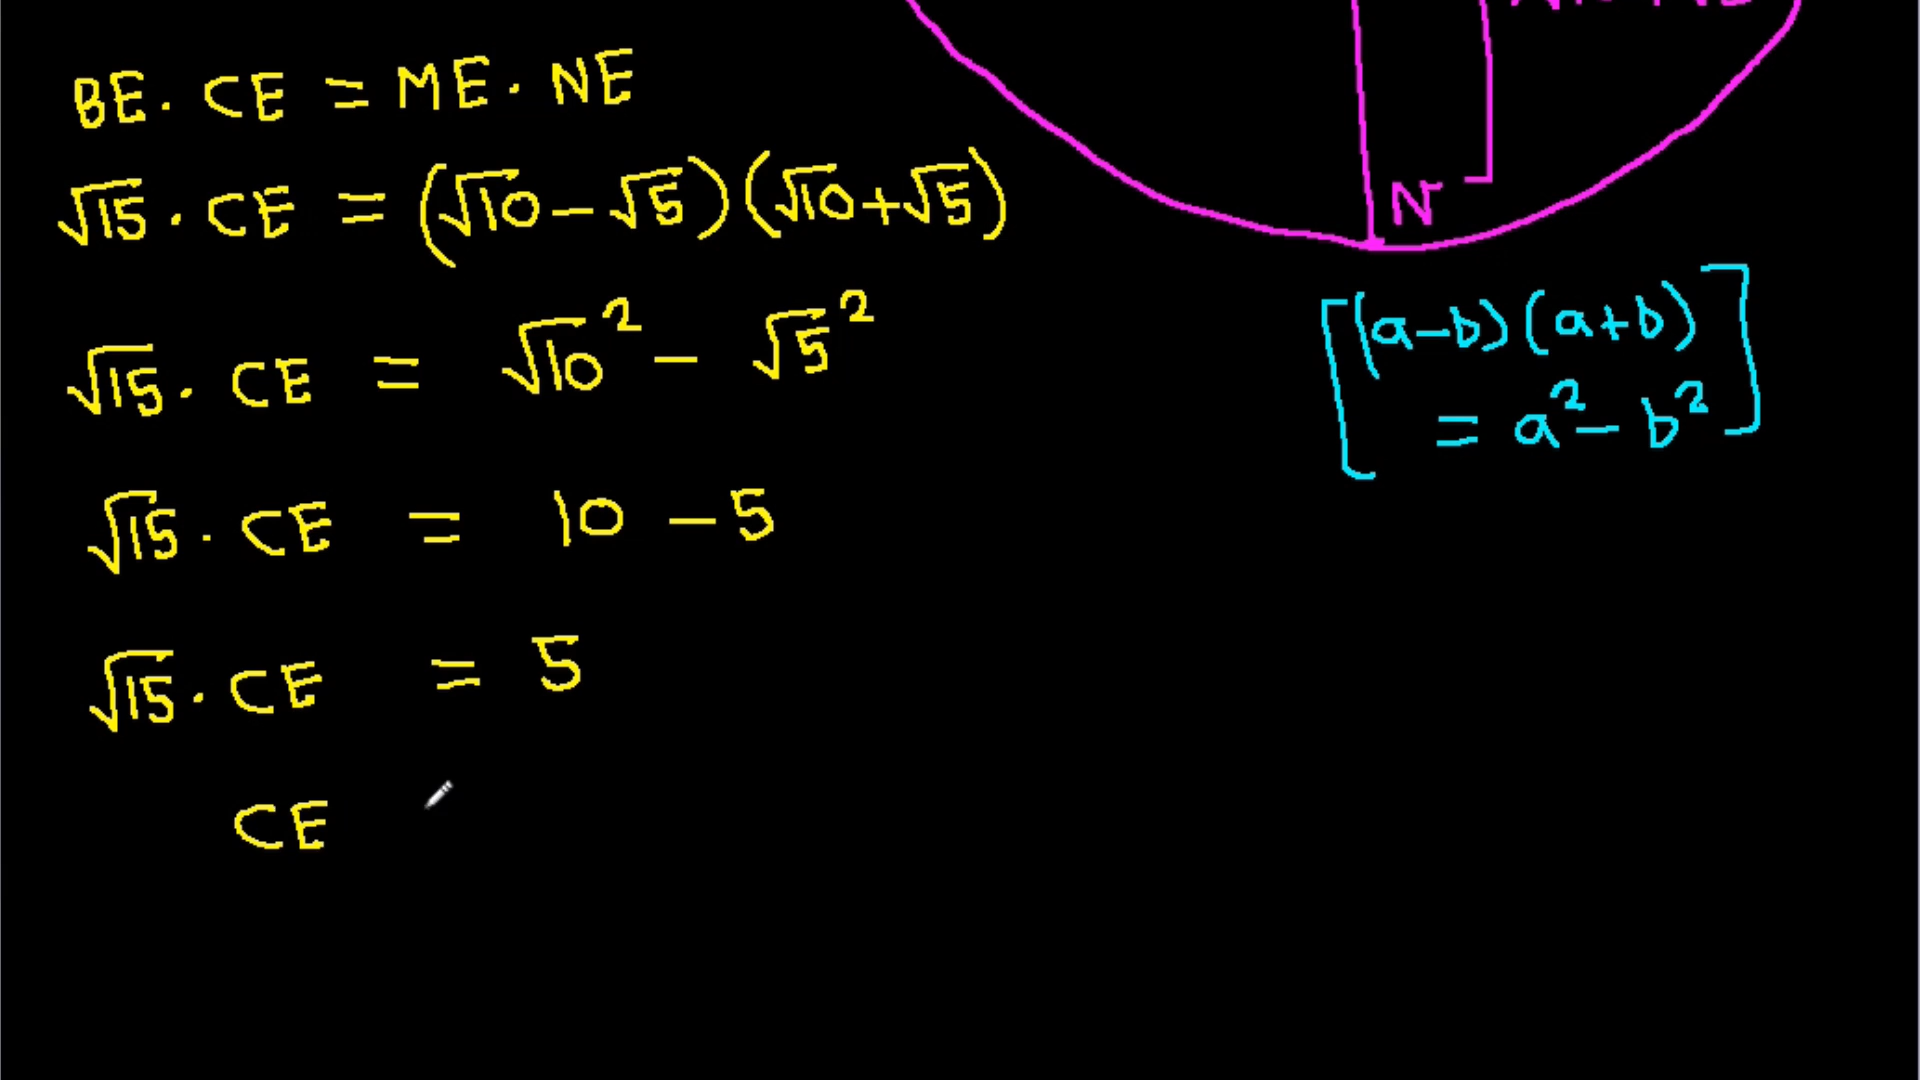 BE. CE = ME. NE
√15. CE = (√10-√5)(√10+√5)
√15. CE = √10² - √5²
√15. CE = 10 - 5
√15. CE = 5
CE
N
[(a-b)(a+b)
= a²- b²]